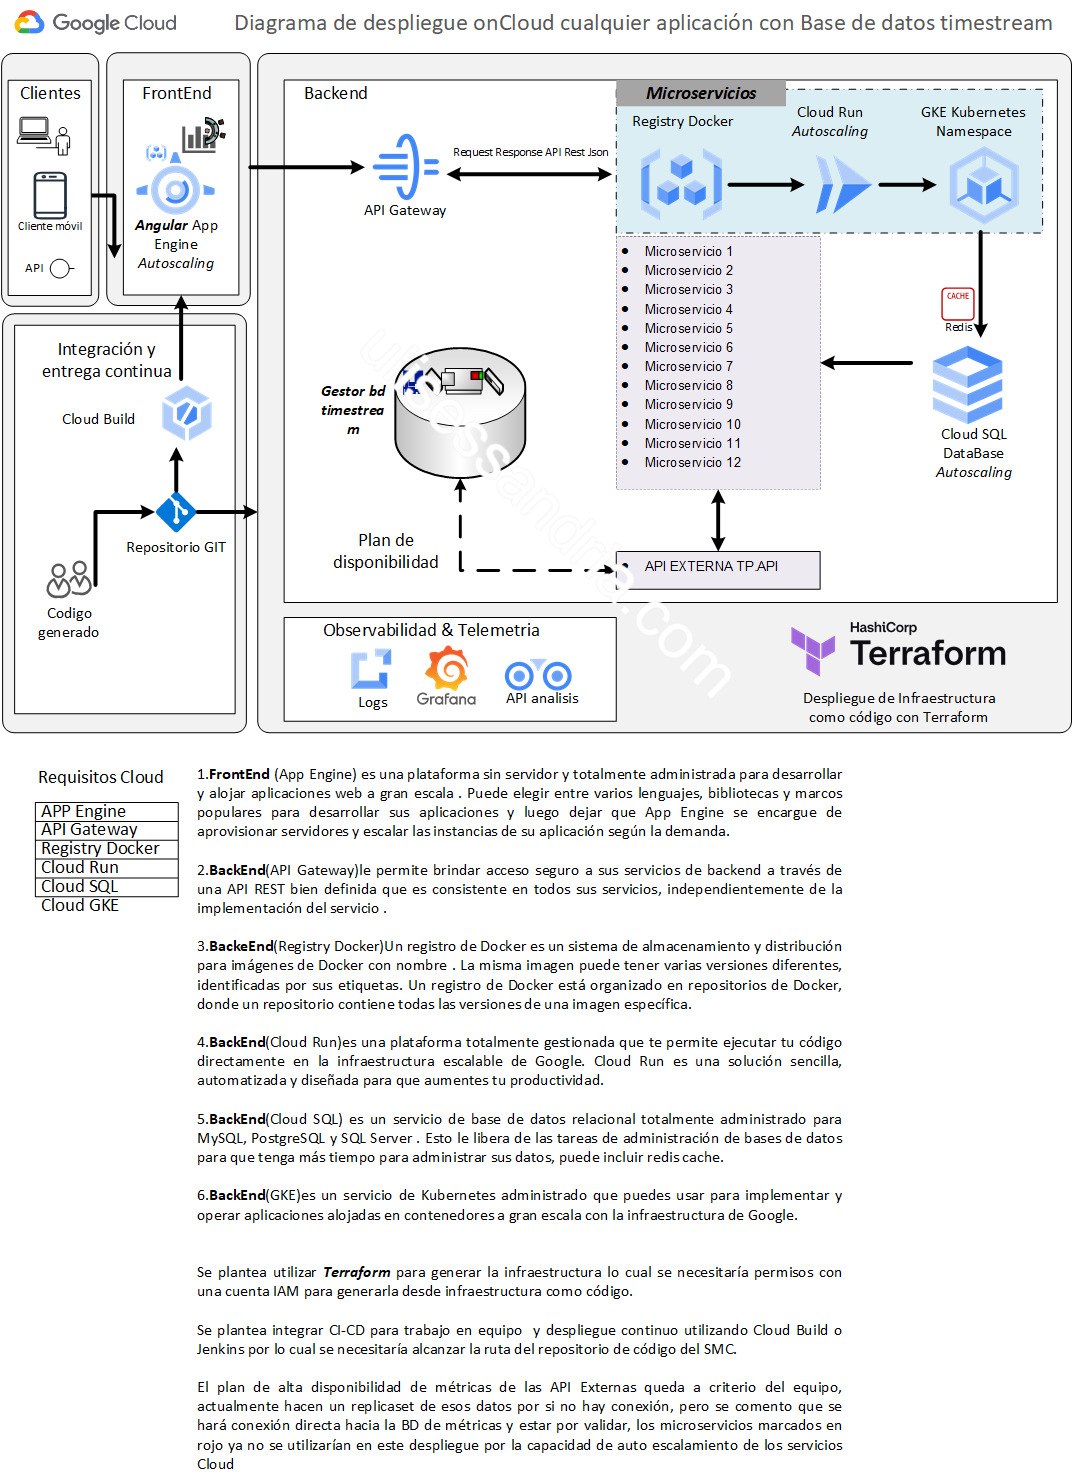 Google Cloud
Diagrama de despliegue onCloud cualquier aplicación con Base de datos timestream
Clientes
Cliente móvil
API
FrontEnd
Angular App
Engine
Autoscaling
Backend
API Gateway
Request Response API Rest Json
Microservicios
Registry Docker
Cloud Run
Autoscaling
GKE Kubernetes
Namespace
Microservicio 1
Microservicio 2
Microservicio 3
Microservicio 4
Microservicio 5
Microservicio 6
Microservicio 7
Microservicio 8
Microservicio 9
Microservicio 10
Microservicio 11
Microservicio 12
CACHE
Redis
Cloud SQL
DataBase
Autoscaling
Integración y
entrega continua
Cloud Build
Repositorio GIT
Codigo
generado
Gestor bd
timestrea
m
Plan de
disponibilidad
API EXTERNA TP.API
ulisessandria.com
Observabilidad & Telemetria
Logs
Grafana
API analisis
HashiCorp
Terraform
Despliegue de Infraestructura
como código con Terraform
Requisitos Cloud
APP Engine
API Gateway
Registry Docker
Cloud Run
Cloud SQL
Cloud GKE
1.FrontEnd (App Engine) es una plataforma sin servidor y totalmente administrada para desarrollar
y alojar aplicaciones web a gran escala . Puede elegir entre varios lenguajes, bibliotecas y marcos
populares para desarrollar sus aplicaciones y luego dejar que App Engine se encargue de
aprovisionar servidores y escalar las instancias de su aplicación según la demanda.
2.BackEnd(API Gateway)le permite brindar acceso seguro a sus servicios de backend a través de
una API REST bien definida que es consistente en todos sus servicios, independientemente de la
implementación del servicio .
3.BackeEnd(Registry Docker)Un registro de Docker es un sistema de almacenamiento y distribución
para imágenes de Docker con nombre . La misma imagen puede tener varias versiones diferentes,
identificadas por sus etiquetas. Un registro de Docker está organizado en repositorios de Docker,
donde un repositorio contiene todas las versiones de una imagen específica.
4.BackEnd(Cloud Run)es una plataforma totalmente gestionada que te permite ejecutar tu código
directamente en la infraestructura escalable de Google. Cloud Run es una solución sencilla,
automatizada y diseñada para que aumentes tu productividad.
5.BackEnd(Cloud SQL) es un servicio de base de datos relacional totalmente administrado para
MySQL, PostgreSQL y SQL Server . Esto le libera de las tareas de administración de bases de datos
para que tenga más tiempo para administrar sus datos, puede incluir redis cache.
6.BackEnd(GKE)es un servicio de Kubernetes administrado que puedes usar para implementar y
operar aplicaciones alojadas en contenedores a gran escala con la infraestructura de Google.
Se plantea utilizar Terraform para generar la infraestructura lo cual se necesitaría permisos con
una cuenta IAM para generarla desde infraestructura como código.
Se plantea integrar CI-CD para trabajo en equipo y despliegue continuo utilizando Cloud Build o
Jenkins por lo cual se necesitaría alcanzar la ruta del repositorio de código del SMC.
El plan de alta disponibilidad de métricas de las API Externas queda a criterio del equipo,
actualmente hacen un replicaset de esos datos por si no hay conexión, pero se comento que se
hará conexión directa hacia la BD de métricas y estar por validar, los microservicios marcados en
rojo ya no se utilizarían en este despliegue por la capacidad de auto escalamiento de los servicios
Cloud